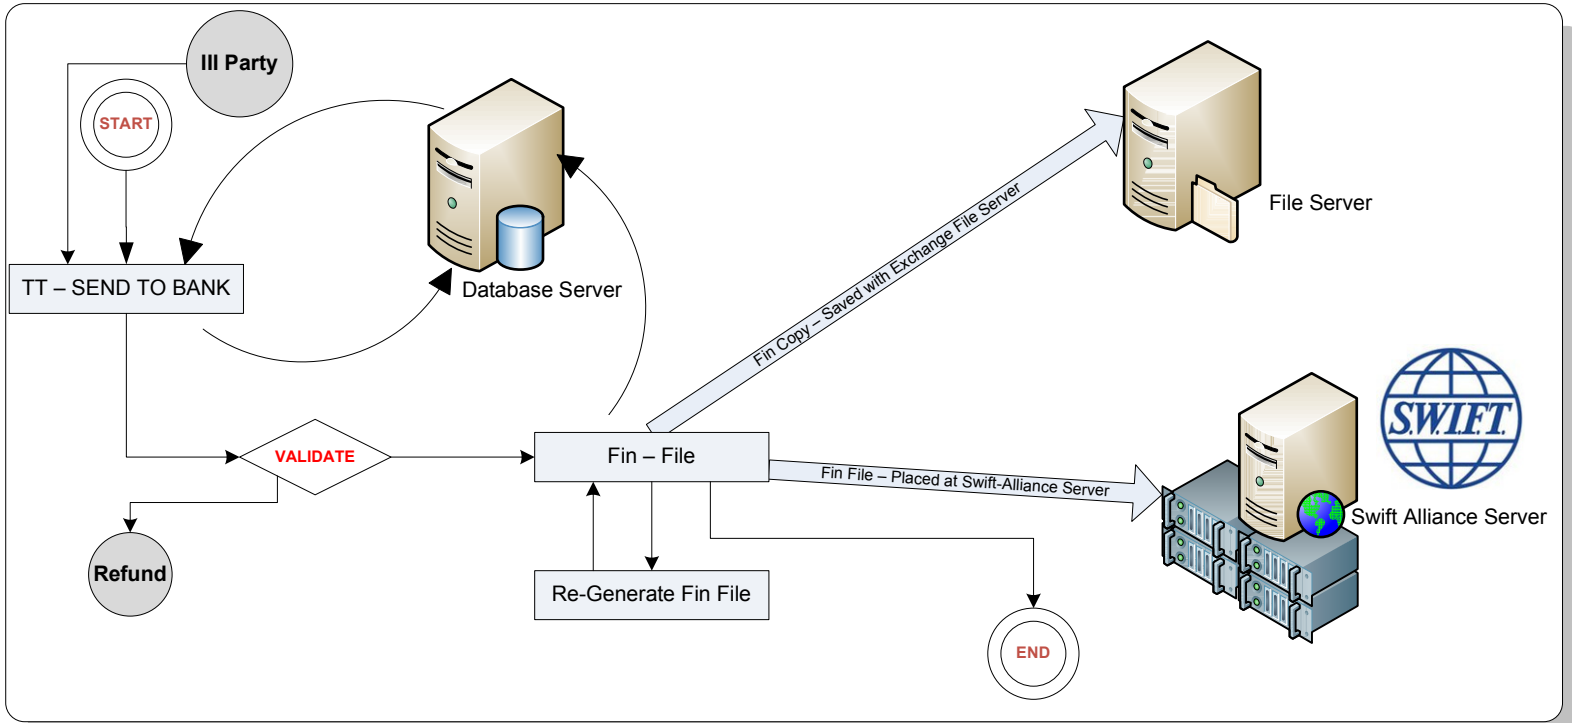 III Party
START
TT – SEND TO BANK
Database Server
File Server
Fin Copy – Saved with Exchange File Server
S.W.I.F.T.
VALIDATE
Fin – File
Fin File – Placed at Swift-Alliance Server
Swift Alliance Server
Refund
Re-Generate Fin File
END